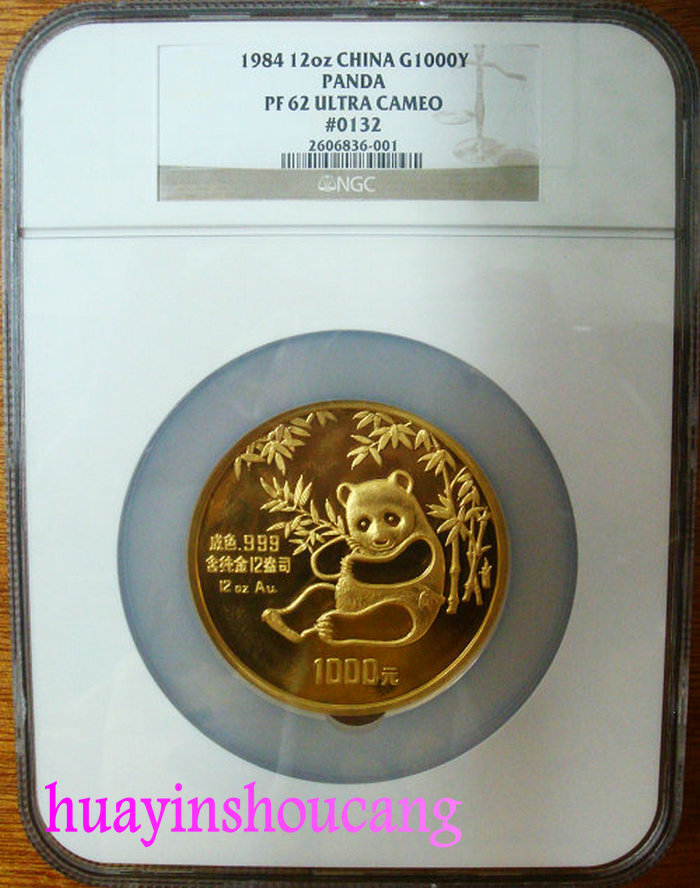 1984 12oz CHINA G1000Y
PANDA
PF 62 ULTRA CAMEO
#0132
2606836-001
NGC
成色.999
含纯金12盎司
12 oz Au.
1000元
huayinshoucang